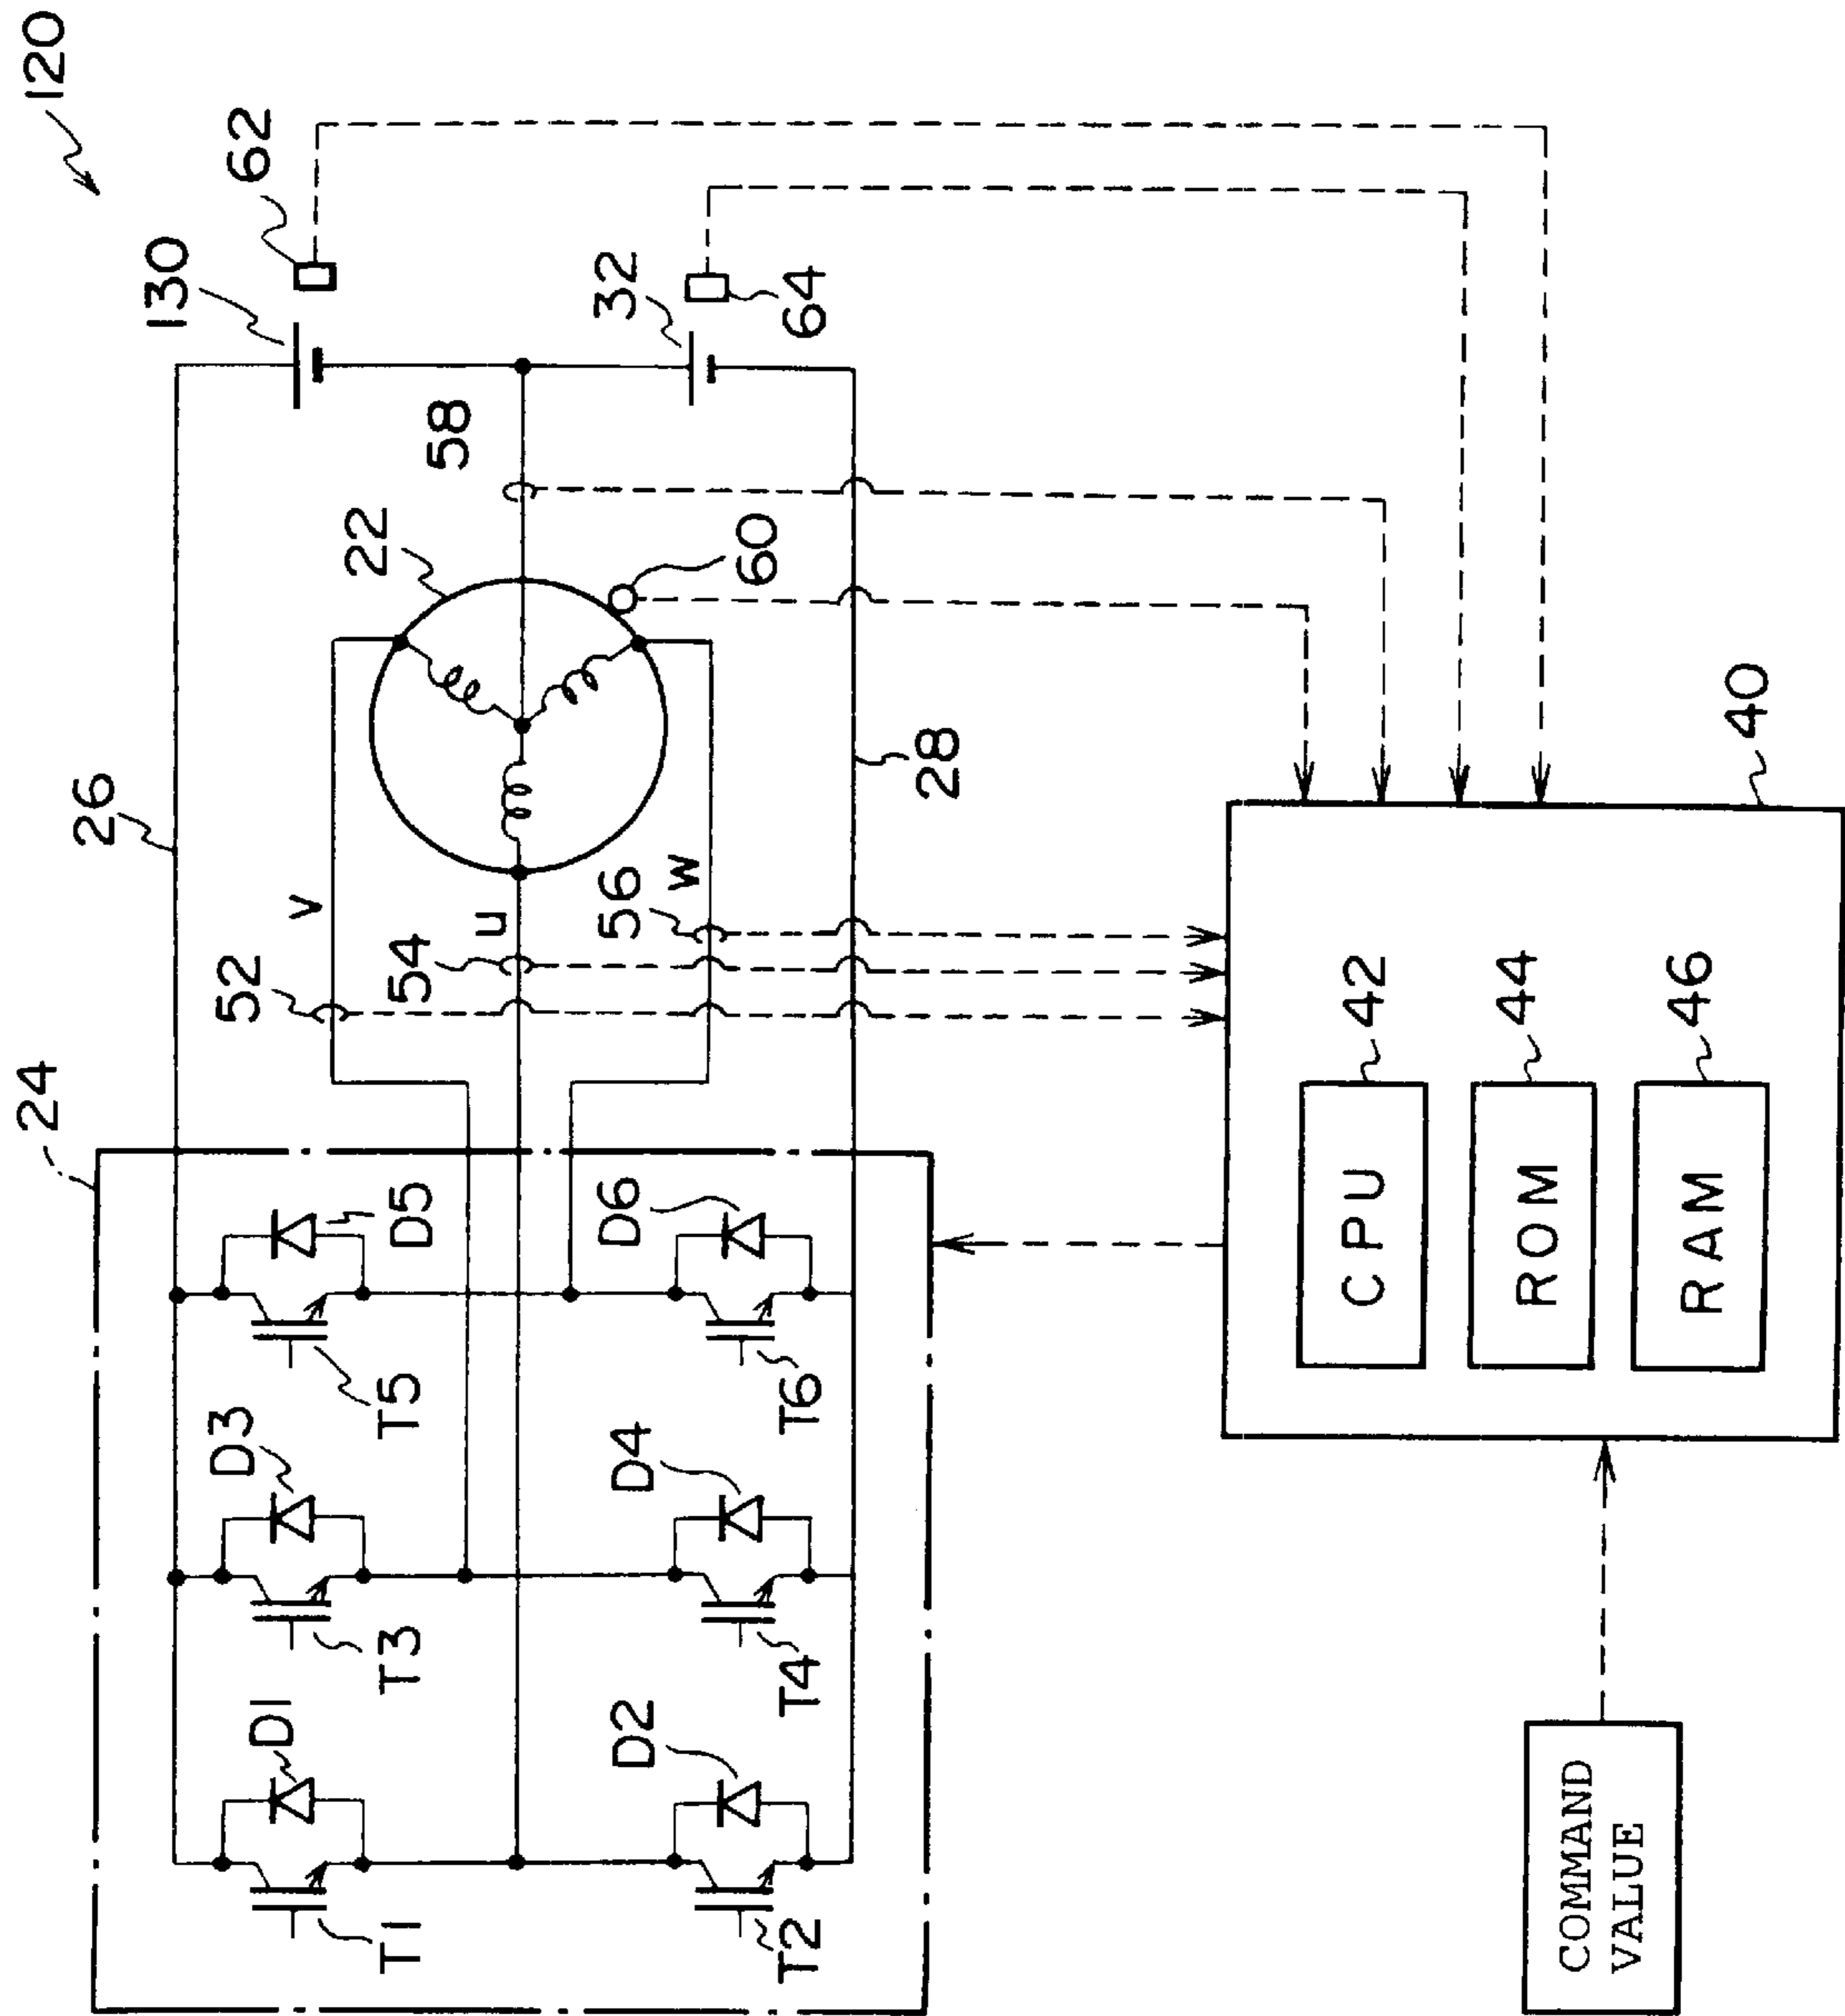 120
24
26
22
58
130
62
32
64
60
28
52
54
56
v
u
w
D1
D3
D5
T1
T3
T5
D2
D4
D6
T2
T4
T6
40
CPU
42
ROM
44
RAM
46
COMMAND
VALUE